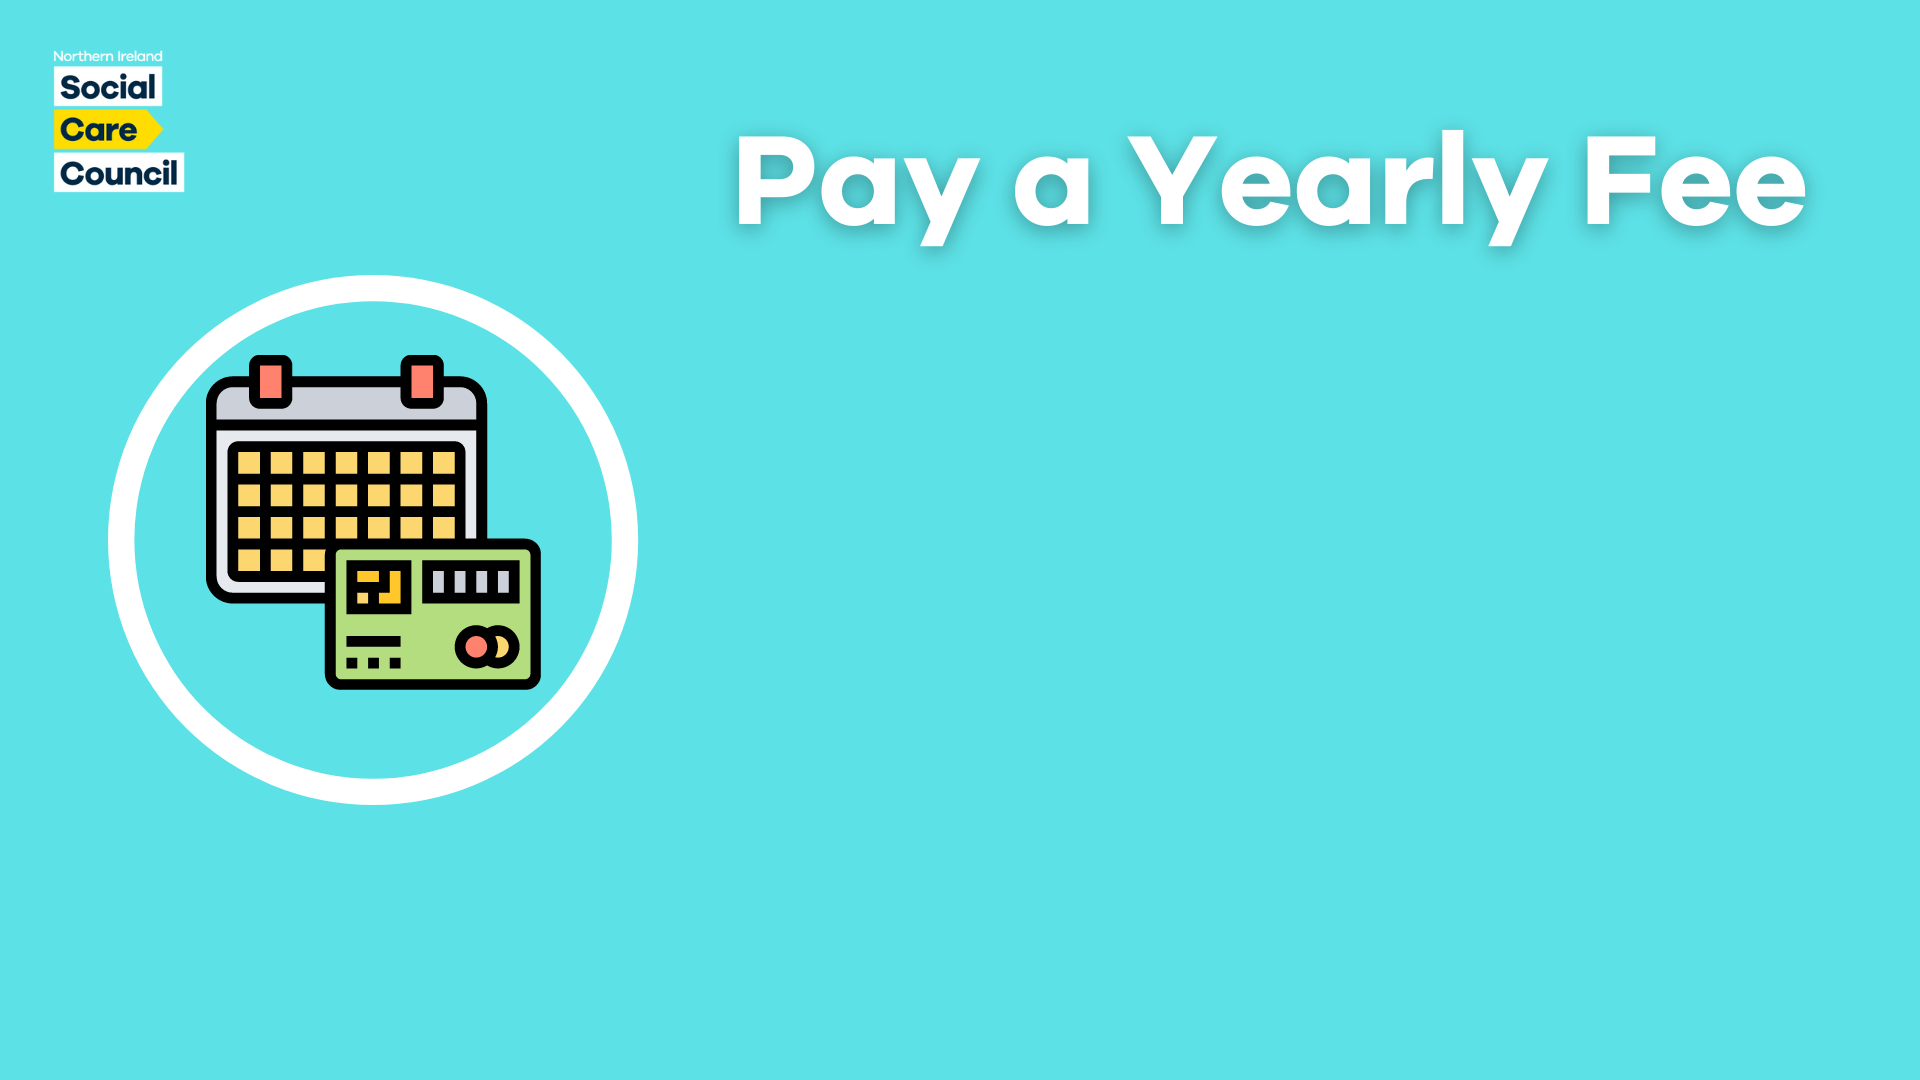 Northern Ireland
Social
Care
Council
Pay a Yearly Fee